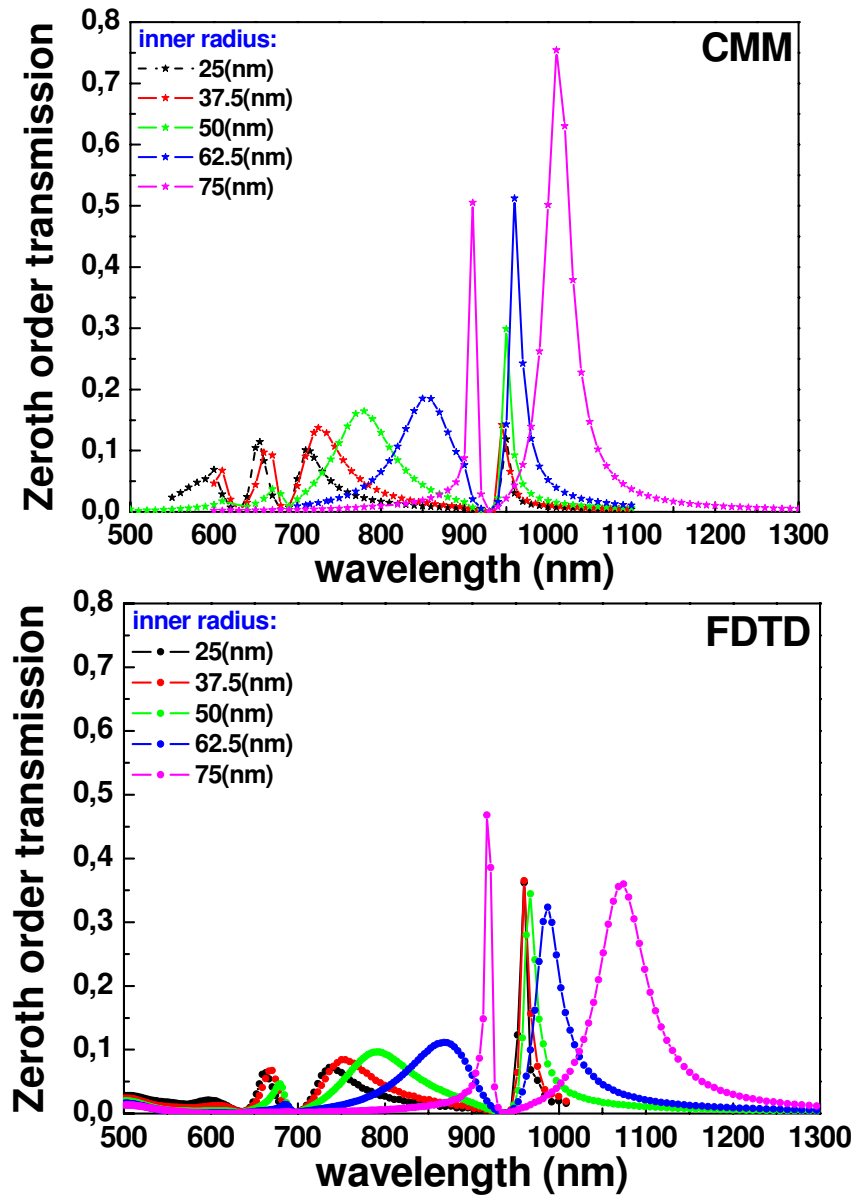 CMM
inner radius:
25(nm)
37.5(nm)
50(nm)
62.5(nm)
75(nm)
Zeroth order transmission
0,8
0,7
0,6
0,5
0,4
0,3
0,2
0,1
0,0
500 600 700 800 900 1000 1100 1200 1300
wavelength (nm)
FDTD
inner radius:
25(nm)
37.5(nm)
50(nm)
62.5(nm)
75(nm)
Zeroth order transmission
0,8
0,7
0,6
0,5
0,4
0,3
0,2
0,1
0,0
500 600 700 800 900 1000 1100 1200 1300
wavelength (nm)